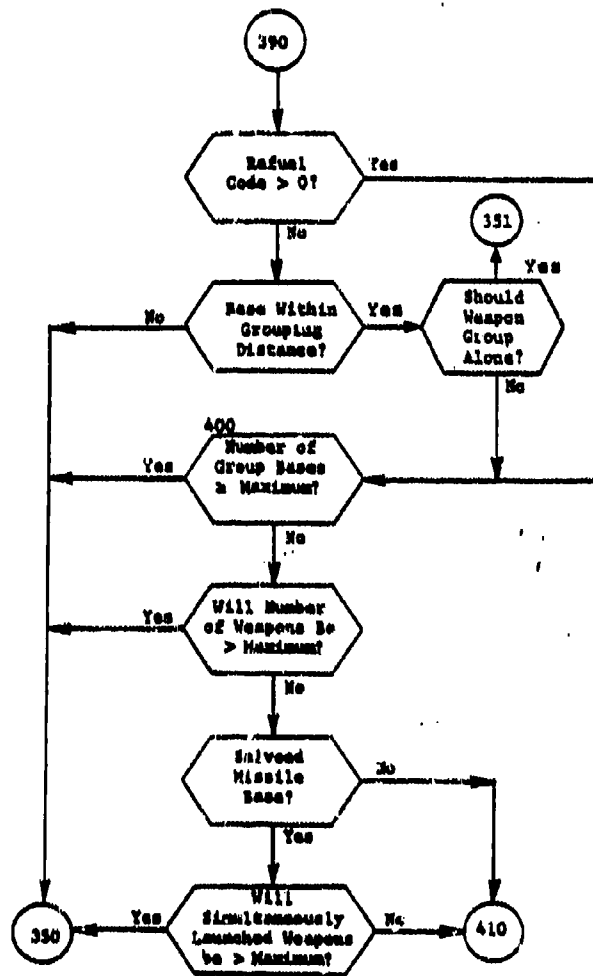 390
Refuel
Code > 0?
Yes
No
351
Yes
Base Within
Grouping
Distance?
No
Yes
Should
Weapon
Group
Alone?
No
400
Number of
Group Bases
≥ Maximum?
Yes
No
Will Number
of Weapons Be
> Maximum?
Yes
No
Salvoed
Missile
Base?
No
Yes
Will
Simultaneously
Launched Weapons
be > Maximum?
Yes
No
350
410